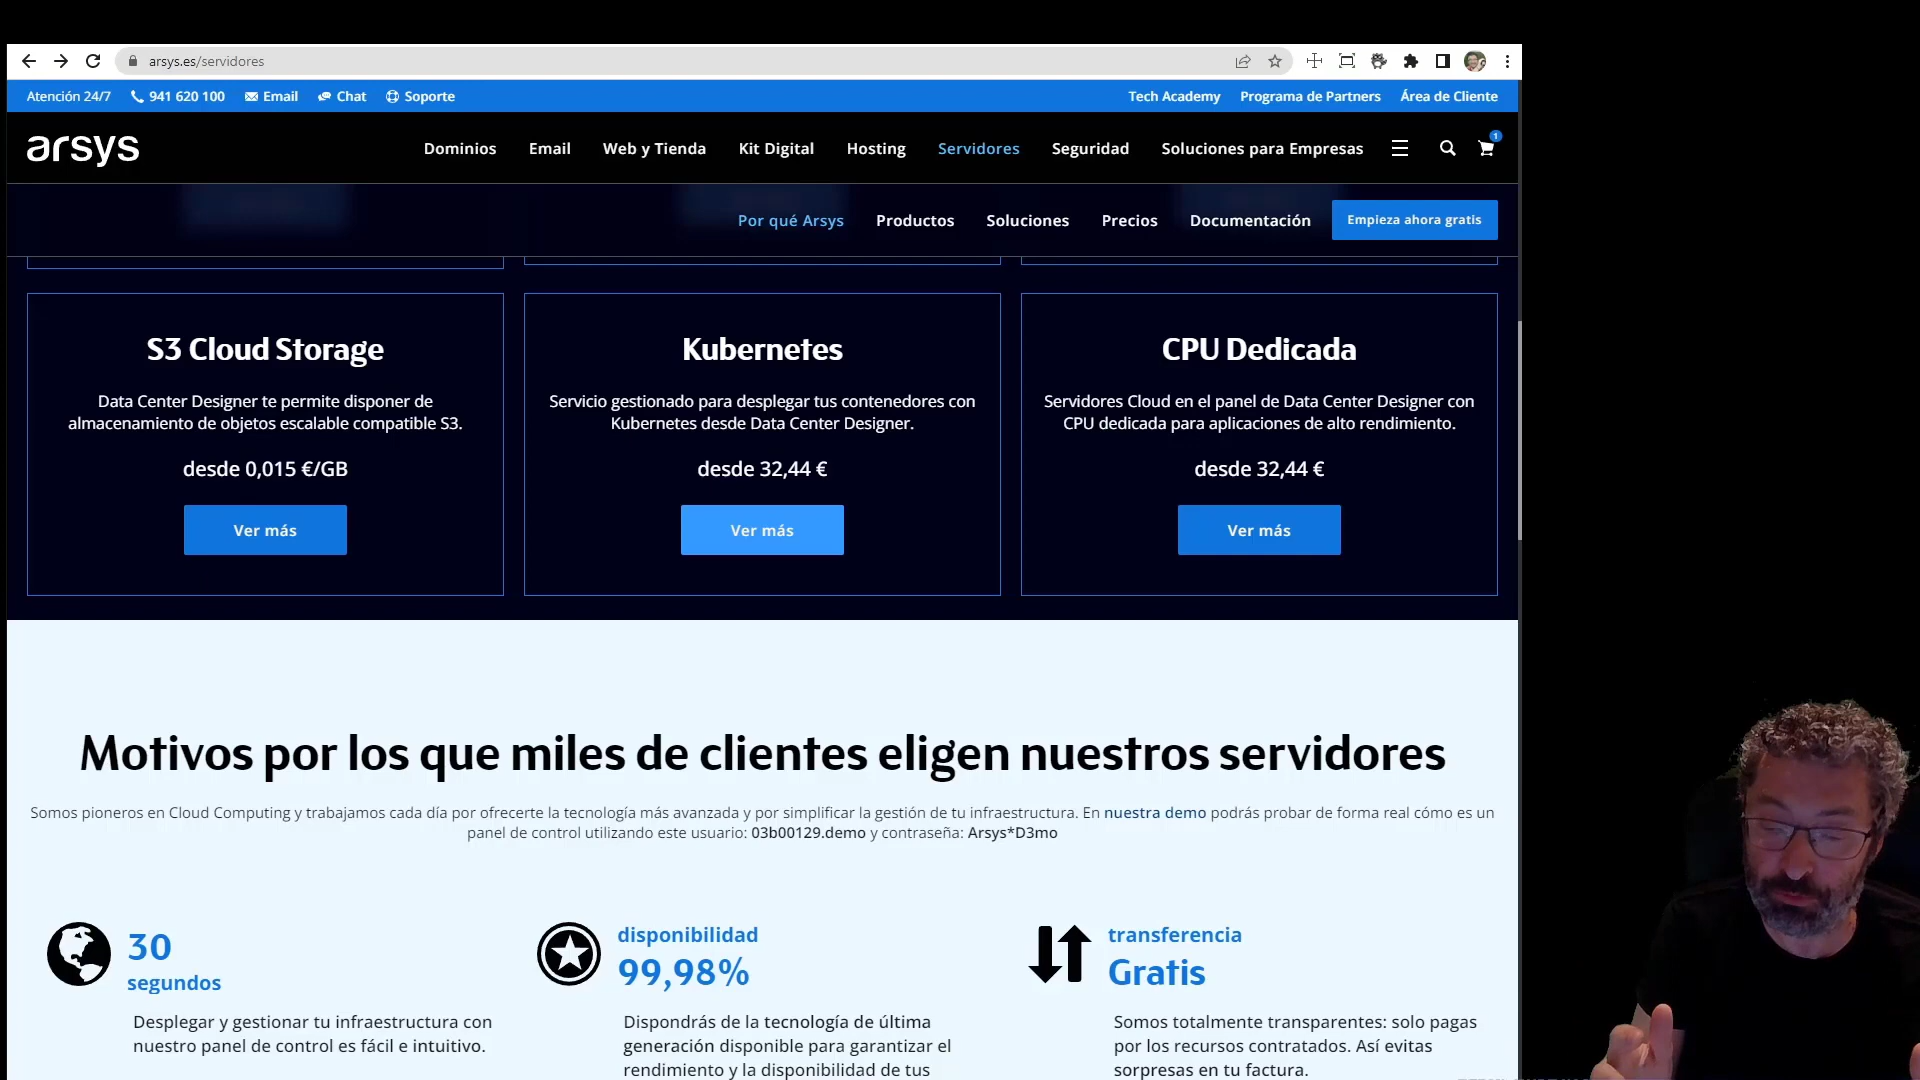 arsys.es/servidores
Atención 24/7 941 620 100 Email Chat Soporte Tech Academy Programa de Partners Área de Cliente
arsys Dominios Email Web y Tienda Kit Digital Hosting Servidores Seguridad Soluciones para Empresas 1
Por qué Arsys Productos Soluciones Precios Documentación Empieza ahora gratis
S3 Cloud Storage
Data Center Designer te permite disponer de
almacenamiento de objetos escalable compatible S3.
desde 0,015 €/GB
Ver más
Kubernetes
Servicio gestionado para desplegar tus contenedores con
Kubernetes desde Data Center Designer.
desde 32,44 €
Ver más
CPU Dedicada
Servidores Cloud en el panel de Data Center Designer con
CPU dedicada para aplicaciones de alto rendimiento.
desde 32,44 €
Ver más
Motivos por los que miles de clientes eligen nuestros servidores
Somos pioneros en Cloud Computing y trabajamos cada día por ofrecerte la tecnología más avanzada y por simplificar la gestión de tu infraestructura. En nuestra demo podrás probar de forma real cómo es un
panel de control utilizando este usuario: 03b00129.demo y contraseña: Arsys*D3mo
30
segundos
Desplegar y gestionar tu infraestructura con
nuestro panel de control es fácil e intuitivo.
disponibilidad
99,98%
Dispondrás de la tecnología de última
generación disponible para garantizar el
rendimiento y la disponibilidad de tus
transferencia
Gratis
Somos totalmente transparentes: solo pagas
por los recursos contratados. Así evitas
sorpresas en tu factura.